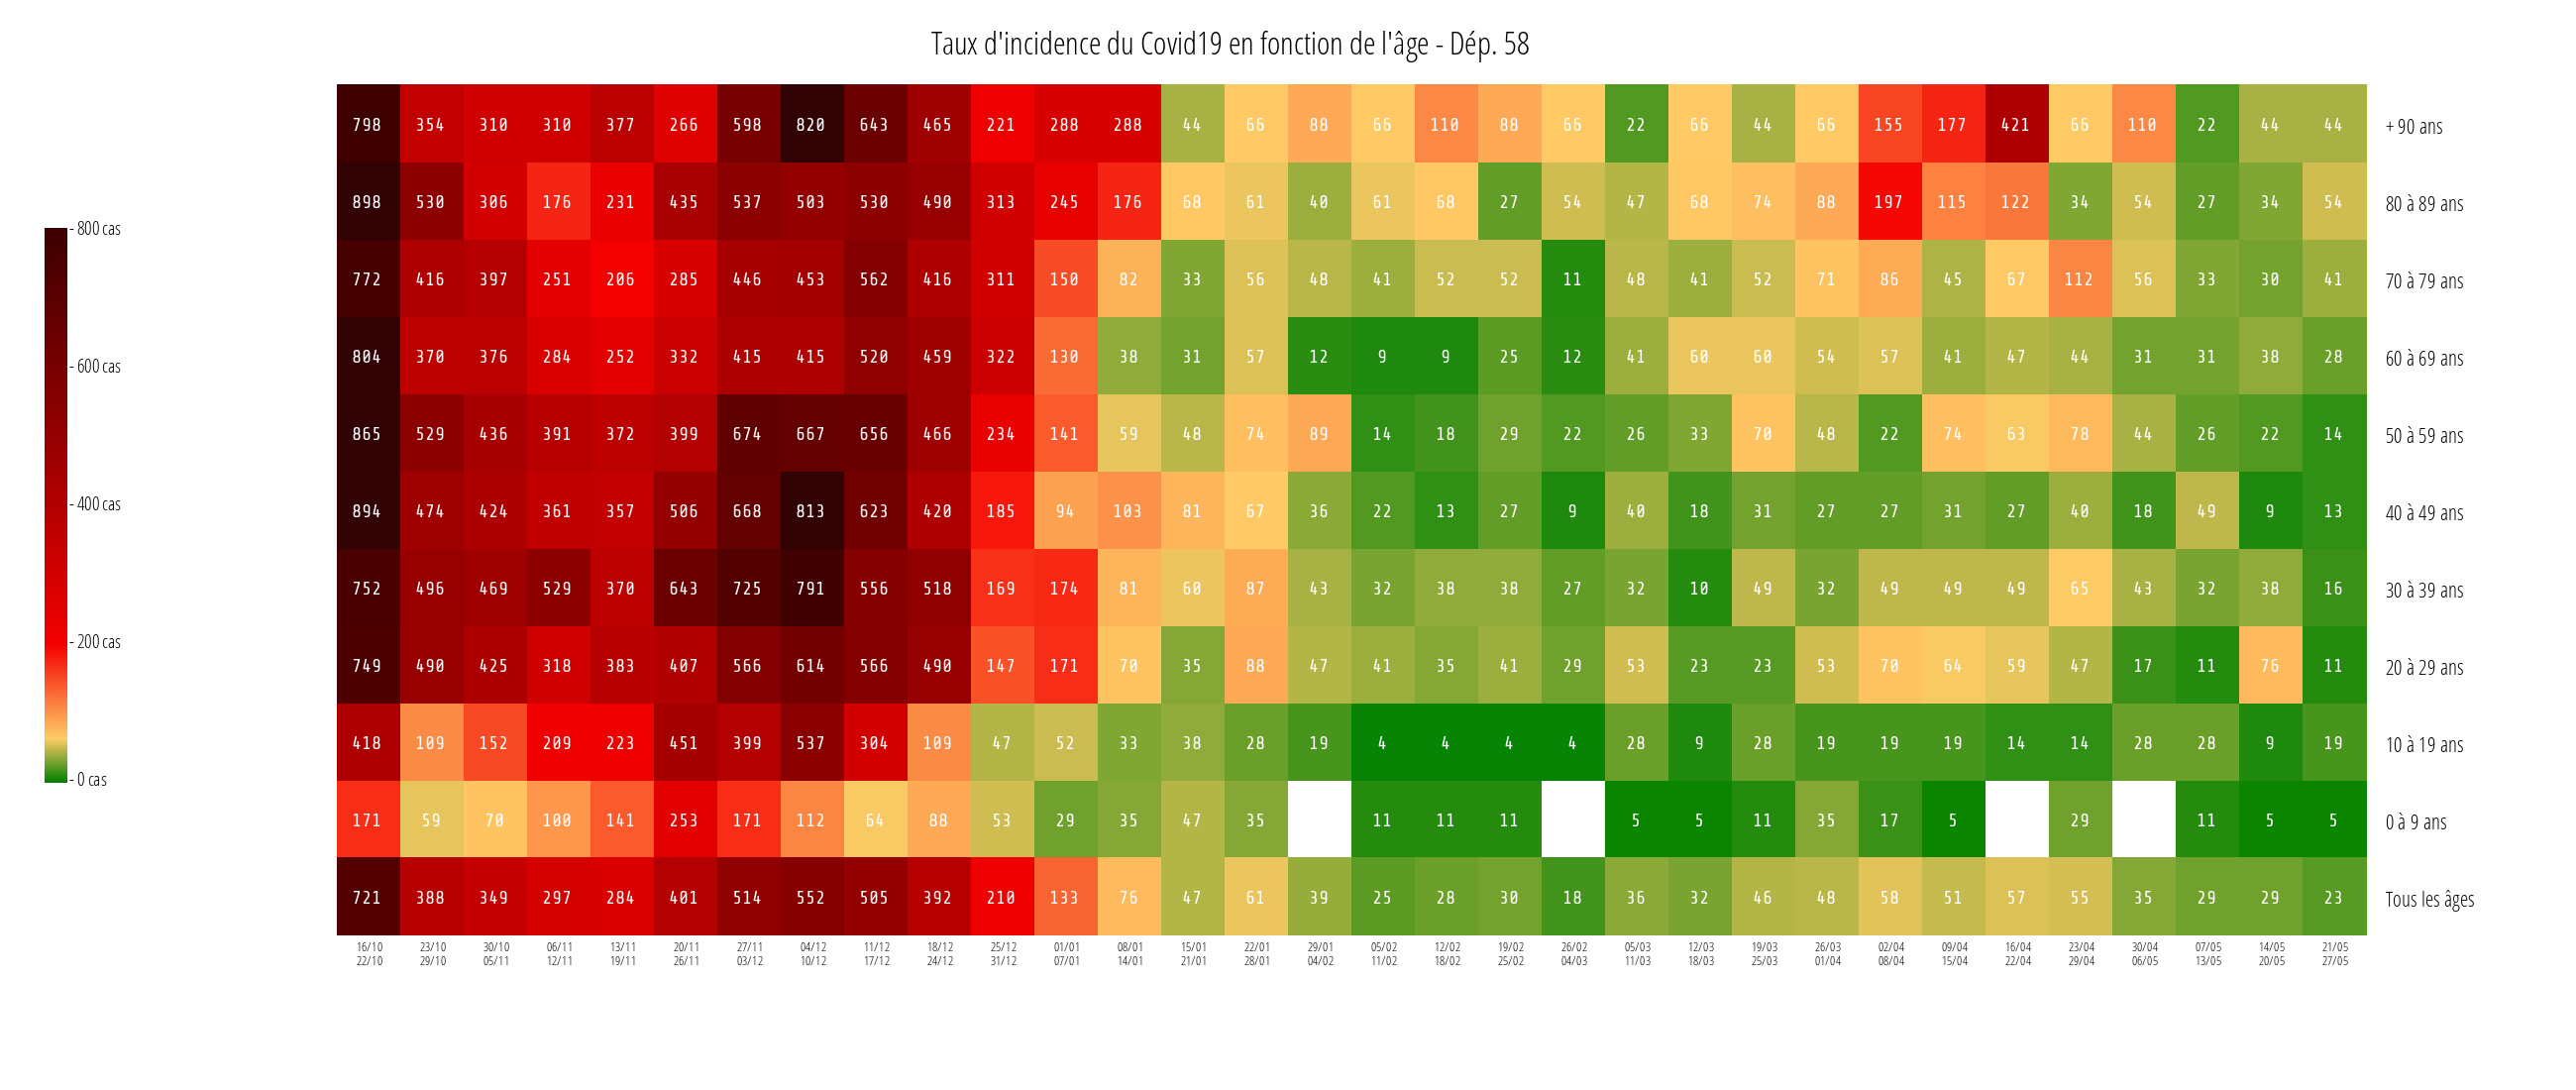 Taux d'incidence du Covid19 en fonction de l'âge - Dép. 58
798 354 310 310 377 266 598 820 643 465 221 288 288 44 66 88 66 110 88 66 22 66 44 66 155 177 421 66 110 22 44 44 + 90 ans
898 530 306 176 231 435 537 503 530 490 313 245 176 68 61 40 61 68 27 54 47 68 74 88 197 115 122 34 54 27 34 54 80 à 89 ans
- 800 cas
772 416 397 251 206 285 446 453 562 416 311 150 82 33 56 48 41 52 52 11 48 41 52 71 86 45 67 112 56 33 30 41 70 à 79 ans
804 370 376 284 252 332 415 415 520 459 322 130 38 31 57 12 9 9 25 12 41 60 60 54 57 41 47 44 31 31 38 28 60 à 69 ans
- 600 cas
865 529 436 391 372 399 674 667 656 466 234 141 59 48 74 89 14 18 29 22 26 33 70 48 22 74 63 78 44 26 22 14 50 à 59 ans
- 400 cas
894 474 424 361 357 506 668 813 623 420 185 94 103 81 67 36 22 13 27 9 40 18 31 27 27 31 27 40 18 49 9 13 40 à 49 ans
752 496 469 529 370 643 725 791 556 518 169 174 81 60 87 43 32 38 38 27 32 10 49 32 49 49 49 65 43 32 38 16 30 à 39 ans
- 200 cas
749 490 425 318 383 407 566 614 566 490 147 171 70 35 88 47 41 35 41 29 53 23 23 53 70 64 59 47 17 11 76 11 20 à 29 ans
418 109 152 209 223 451 399 537 304 109 47 52 33 38 28 19 4 4 4 4 28 9 28 19 19 19 14 14 28 28 9 19 10 à 19 ans
- 0 cas
171 59 70 100 141 253 171 112 64 88 53 29 35 47 35 11 11 11 5 5 11 35 17 5 29 11 5 5 0 à 9 ans
721 388 349 297 284 401 514 552 505 392 210 133 76 47 61 39 25 28 30 18 36 32 46 48 58 51 57 55 35 29 29 23 Tous les âges
16/10 23/10 30/10 06/11 13/11 20/11 27/11 04/12 11/12 18/12 25/12 01/01 08/01 15/01 22/01 29/01 05/02 12/02 19/02 26/02 05/03 12/03 19/03 26/03 02/04 09/04 16/04 23/04 30/04 07/05 14/05 21/05
22/10 29/10 05/11 12/11 19/11 26/11 03/12 10/12 17/12 24/12 31/12 07/01 14/01 21/01 28/01 04/02 11/02 18/02 25/02 04/03 11/03 18/03 25/03 01/04 08/04 15/04 22/04 29/04 06/05 13/05 20/05 27/05